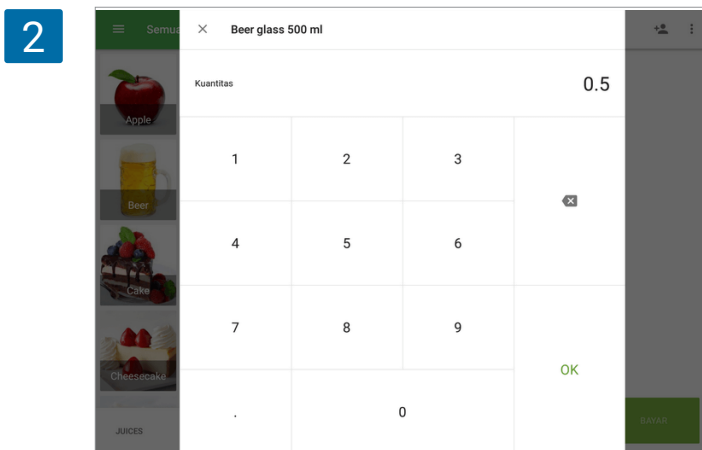 2
Semua
Beer glass 500 ml
Kuantitas
0.5
Apple
Beer
Cake
Cheesecake
1 2 3
4 5 6
7 8 9
OK
. 0
JUICES
BAYAR